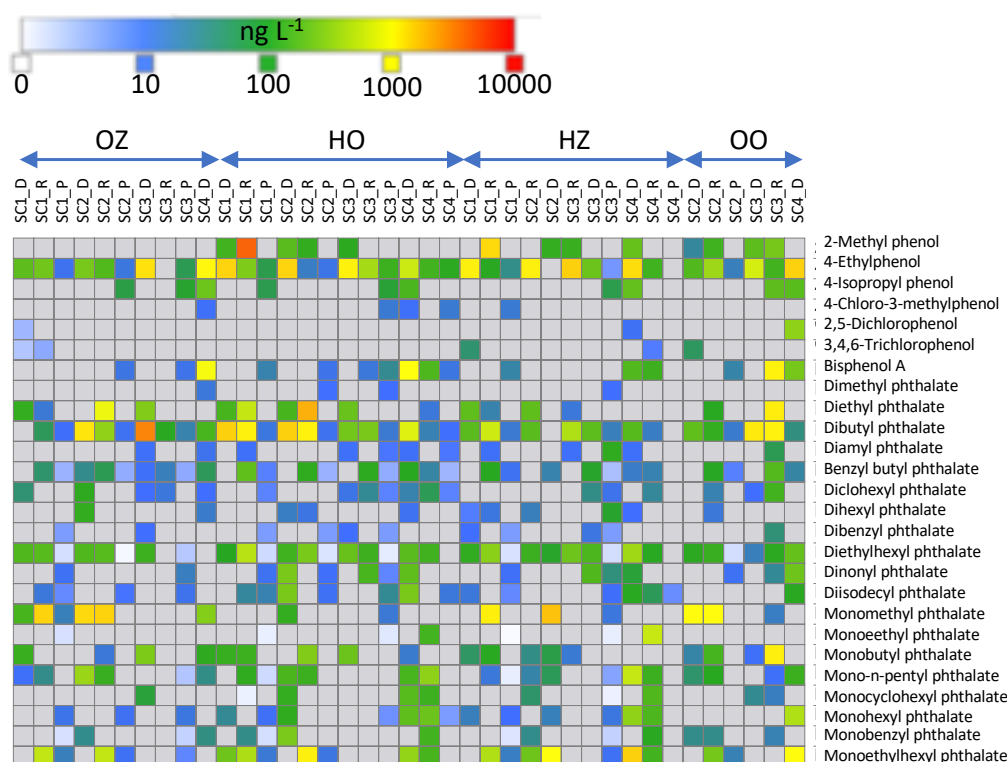 ng L⁻¹
0 10 100 1000 10000
OZ HO HZ OO
SC1_D SC1_R SC1_P SC2_D SC2_R SC2_P SC3_D SC3_R SC3_P SC4_D SC1_D SC1_R SC1_P SC2_D SC2_R SC2_P SC3_D SC3_R SC3_P SC4_D SC4_R SC4_P SC1_D SC1_R SC1_P SC2_D SC2_R SC3_D SC3_R SC3_P SC4_D SC4_R SC4_P SC2_D SC2_R SC2_P SC3_D SC3_R SC4_D
2-Methyl phenol
4-Ethylphenol
4-Isopropyl phenol
4-Chloro-3-methylphenol
2,5-Dichlorophenol
3,4,6-Trichlorophenol
Bisphenol A
Dimethyl phthalate
Diethyl phthalate
Dibutyl phthalate
Diamyl phthalate
Benzyl butyl phthalate
Diclohexyl phthalate
Dihexyl phthalate
Dibenzyl phthalate
Diethylhexyl phthalate
Dinonyl phthalate
Diisodecyl phthalate
Monomethyl phthalate
Monoeethyl phthalate
Monobutyl phthalate
Mono-n-pentyl phthalate
Monocyclohexyl phthalate
Monohexyl phthalate
Monobenzyl phthalate
Monoethylhexyl phthalate